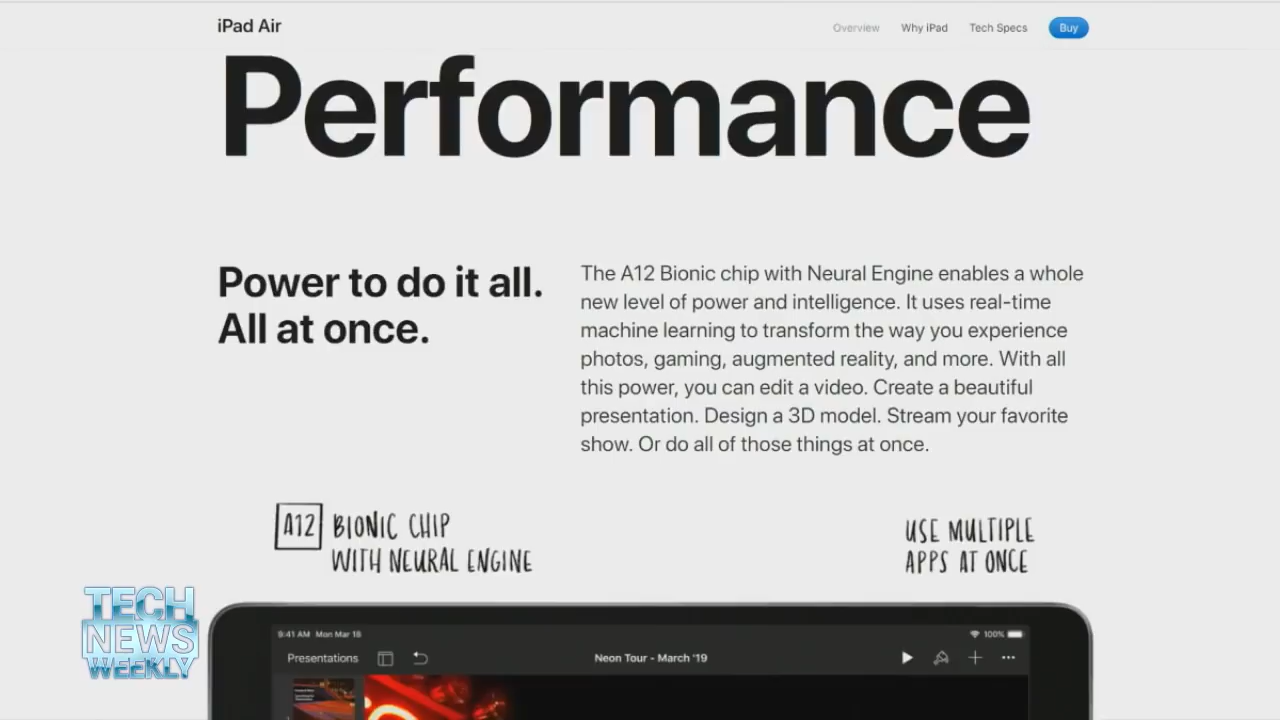 iPad Air
Overview
Why iPad
Tech Specs
Buy
Performance
Power to do it all.
All at once.
The A12 Bionic chip with Neural Engine enables a whole
new level of power and intelligence. It uses real-time
machine learning to transform the way you experience
photos, gaming, augmented reality, and more. With all
this power, you can edit a video. Create a beautiful
presentation. Design a 3D model. Stream your favorite
show. Or do all of those things at once.
A12 BIONIC CHIP
WITH NEURAL ENGINE
USE MULTIPLE
APPS AT ONCE
TECH
NEWS
WEEKLY
9:41 AM Mon Mar 18
100%
Presentations
Neon Tour - March '19